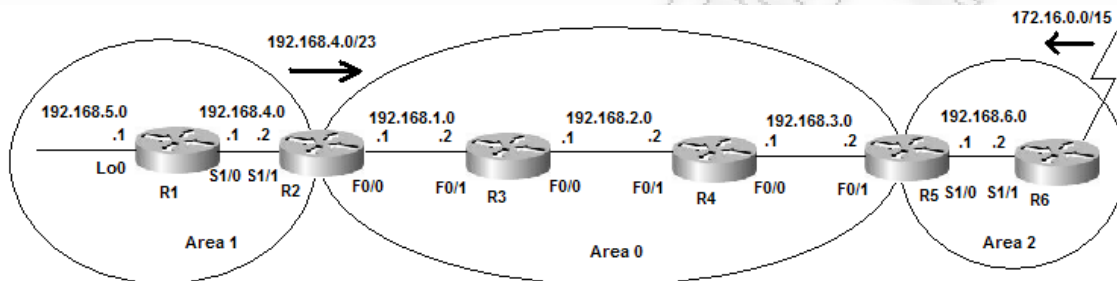 172.16.0.0/15
192.168.4.0/23
192.168.5.0 192.168.4.0 192.168.1.0 192.168.2.0 192.168.3.0 192.168.6.0
.1 .1 .2 .1 .2 .1 .2 .1 .2 .1 .2
Lo0 S1/0 S1/1 F0/0 F0/1 F0/0 F0/1 F0/0 F0/1 S1/0 S1/1
R1 R2 R3 R4 R5 R6
Area 1 Area 0 Area 2